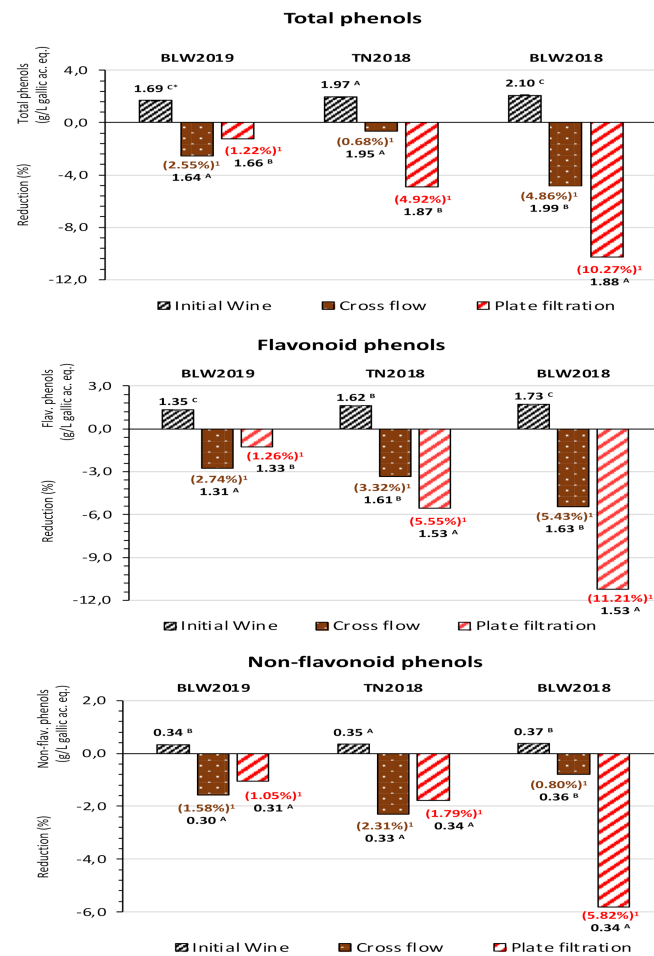 Total phenols
BLW2019 TN2018 BLW2018
Total phenols
(g/L gallic ac. eq.)
Reduction (%)
4,0
0,0
-4,0
-8,0
-12,0
1.69 C* 1.97 A 2.10 C
(2.55%)¹ (1.22%)¹ (0.68%)¹ (4.92%)¹ (4.86%)¹ (10.27%)¹
1.64 A 1.66 B 1.95 A 1.87 B 1.99 B 1.88 A
Initial Wine Cross flow Plate filtration
Flavonoid phenols
BLW2019 TN2018 BLW2018
Flav. phenols
(g/L gallic ac. eq.)
Reduction (%)
3,0
0,0
-3,0
-6,0
-9,0
-12,0
1.35 C 1.62 B 1.73 C
(2.74%)¹ (1.26%)¹ (3.32%)¹ (5.55%)¹ (5.43%)¹ (11.21%)¹
1.31 A 1.33 B 1.61 B 1.53 A 1.63 B 1.53 A
Initial Wine Cross flow Plate filtration
Non-flavonoid phenols
BLW2019 TN2018 BLW2018
Non-flav. phenols
(g/L gallic ac. eq.)
Reduction (%)
2,0
0,0
-2,0
-4,0
-6,0
0.34 B 0.35 A 0.37 B
(1.58%)¹ (1.05%)¹ (2.31%)¹ (1.79%)¹ (0.80%)¹ (5.82%)¹
0.30 A 0.31 A 0.33 A 0.34 A 0.36 B 0.34 A
Initial Wine Cross flow Plate filtration